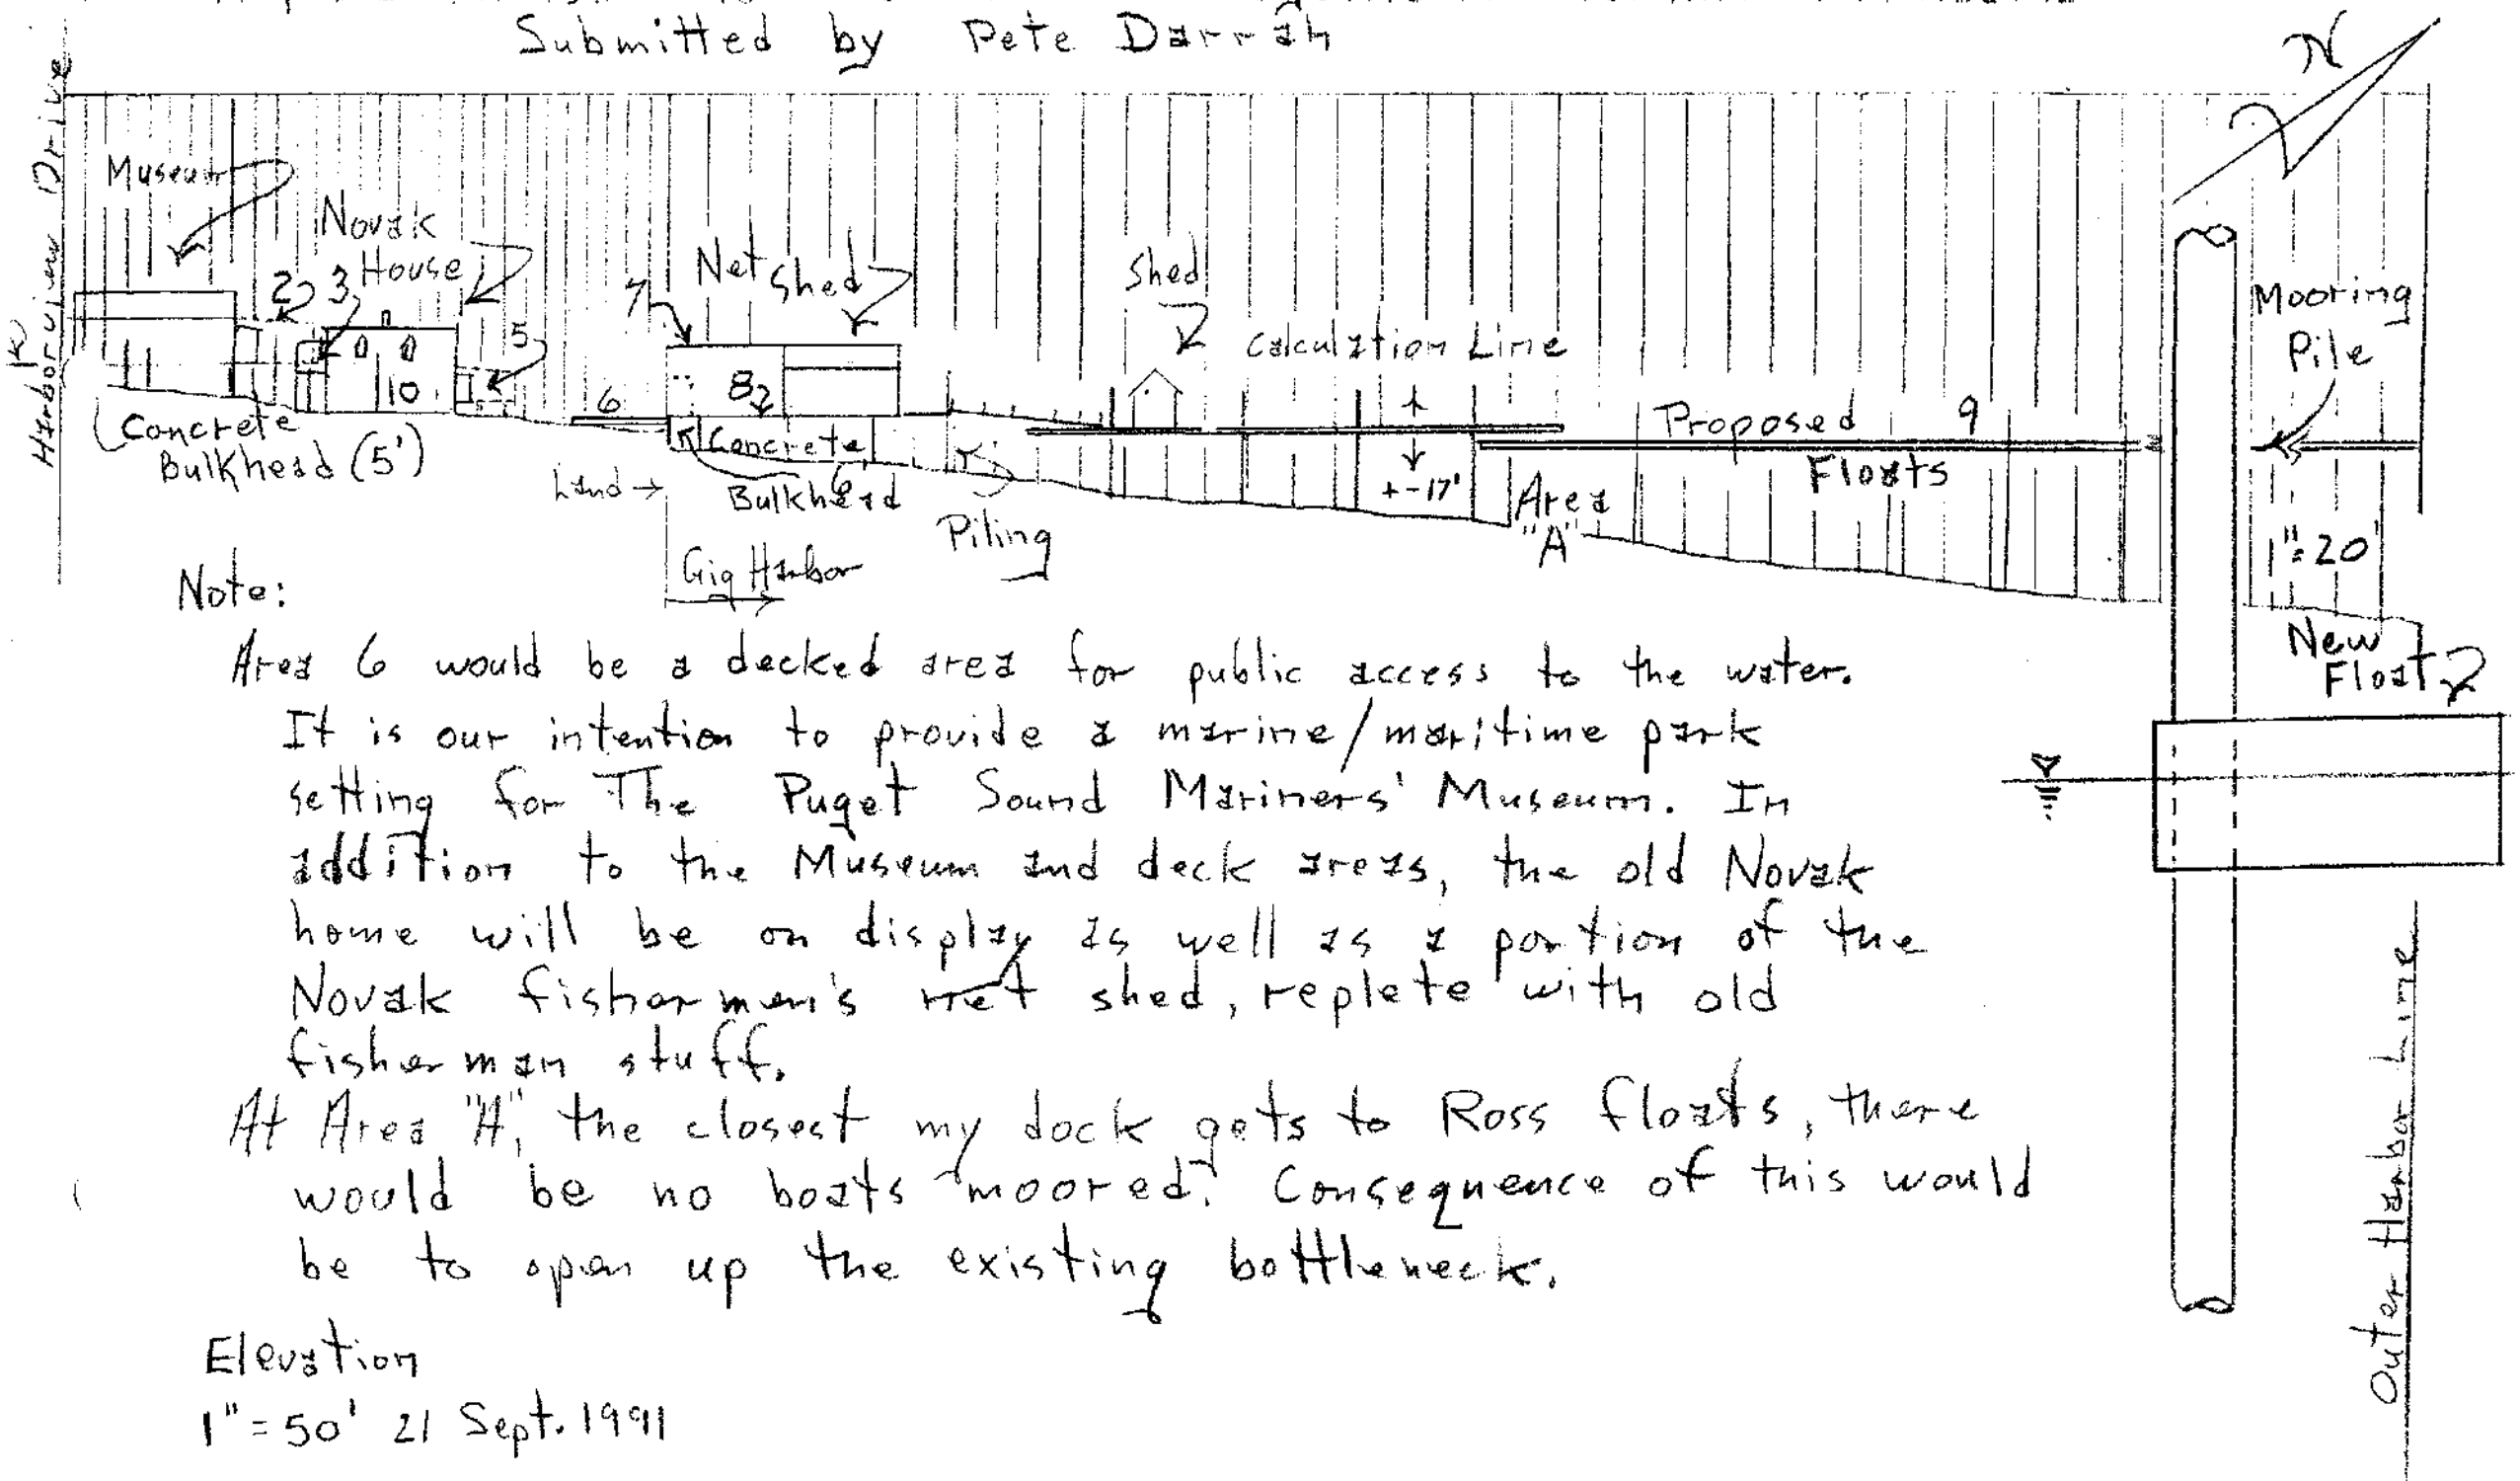 Submitted by Pete Darrah
N
Harborview Drive
Museum
Novak
House
2
3
5
6
7
Net
Shed
8
10
Shed
Calculation Line
Mooring
Pile
Concrete
Bulkhead (5')
Concrete
Bulkhead
6'
Land →
Gig Harbor
Piling
+-17'
Area
"A"
Proposed
Floats
9
1"=20'
New
Float
Outer Harbor Line
Note:
Area 6 would be a decked area for public access to the water.
It is our intention to provide a marine/maritime park
setting for The Puget Sound Mariners' Museum. In
addition to the Museum and deck areas, the old Novak
home will be on display as well as a portion of the
Novak fishermen's net shed, replete with old
fisherman stuff.
At Area "A", the closest my dock gets to Ross floats, there
would be no boats "moored". Consequence of this would
be to open up the existing bottleneck.
Elevation
1"=50' 21 Sept. 1991